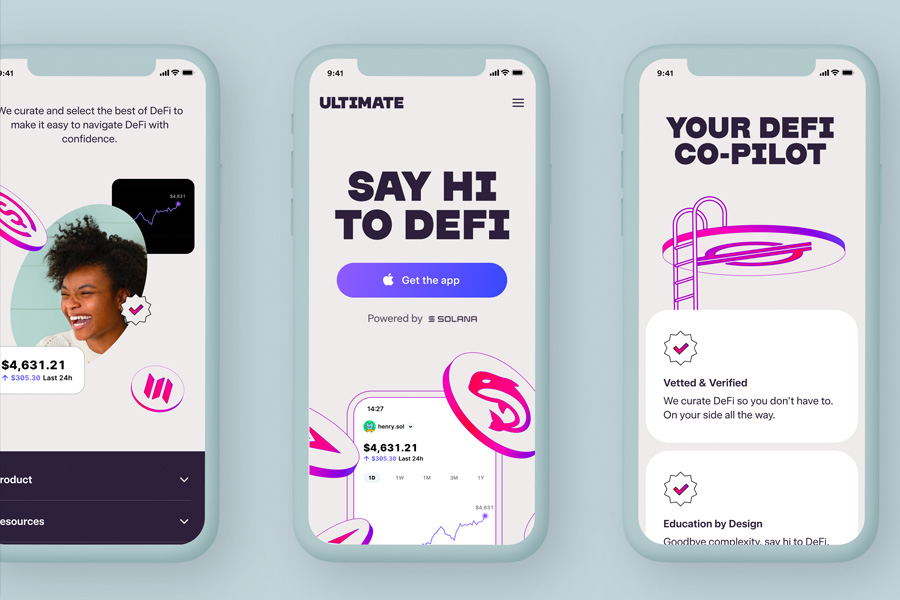 9:41
We curate and select the best of DeFi to
make it easy to navigate DeFi with
confidence.
$4,631
$4,631.21
↑ $305.30 Last 24h
roduct
esources
9:41
ULTIMATE
SAY HI
TO DEFI
Get the app
Powered by SOLANA
14:27
henry.sol
$4,631.21
↑ $305.30 Last 24h
1D 1W 1M 3M 1Y
$4,631
9:41
YOUR DEFI
CO-PILOT
Vetted & Verified
We curate DeFi so you don't have to.
On your side all the way.
Education by Design
Goodbye complexity, say hi to DeFi.